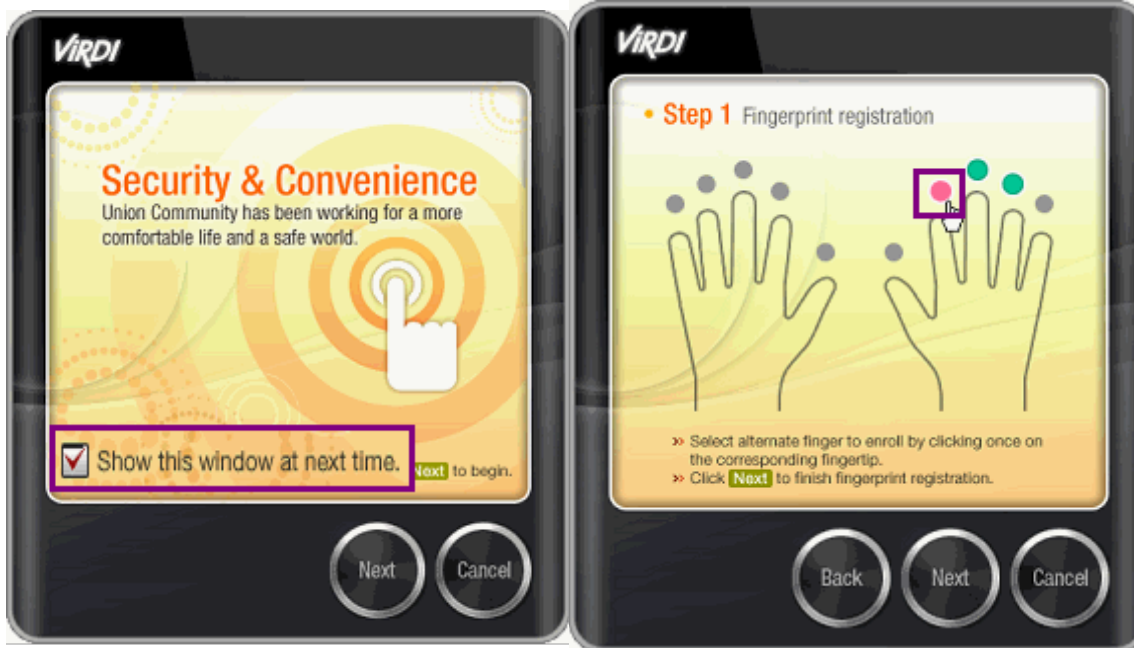 ViRDI
Security & Convenience
Union Community has been working for a more
comfortable life and a safe world.
Show this window at next time.
Next to begin.
Next
Cancel
ViRDI
• Step 1 Fingerprint registration
» Select alternate finger to enroll by clicking once on
the corresponding fingertip.
» Click Next to finish fingerprint registration.
Back
Next
Cancel